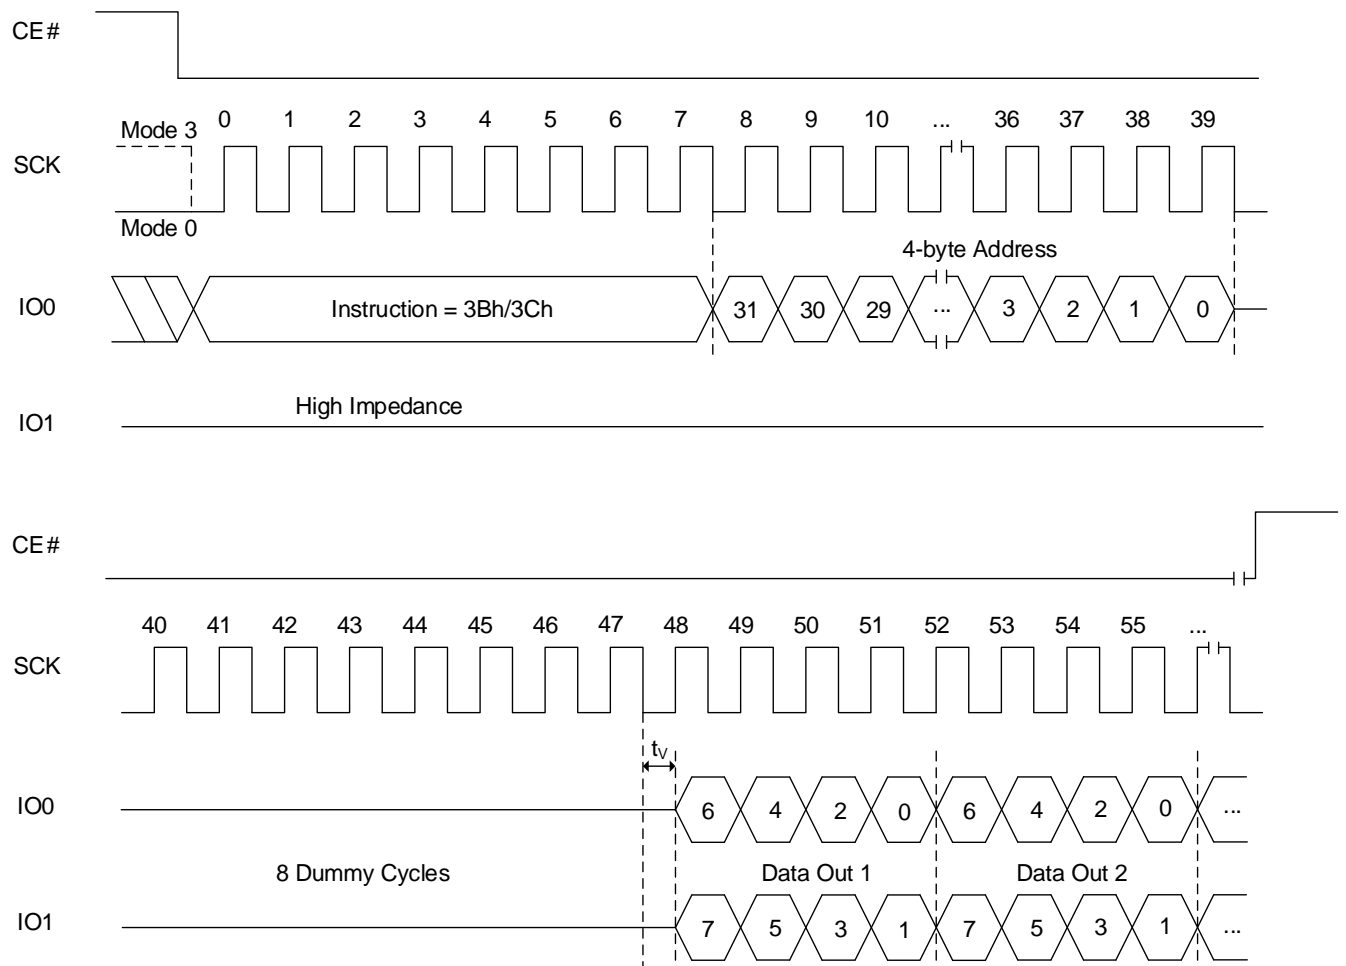 CE#
0 1 2 3 4 5 6 7 8 9 10 ... 36 37 38 39
Mode 3
SCK
Mode 0
4-byte Address
IO0 Instruction = 3Bh/3Ch 31 30 29 ... 3 2 1 0
High Impedance
IO1
CE#
40 41 42 43 44 45 46 47 48 49 50 51 52 53 54 55 ...
SCK
tV
IO0 6 4 2 0 6 4 2 0 ...
8 Dummy Cycles Data Out 1 Data Out 2
IO1 7 5 3 1 7 5 3 1 ...